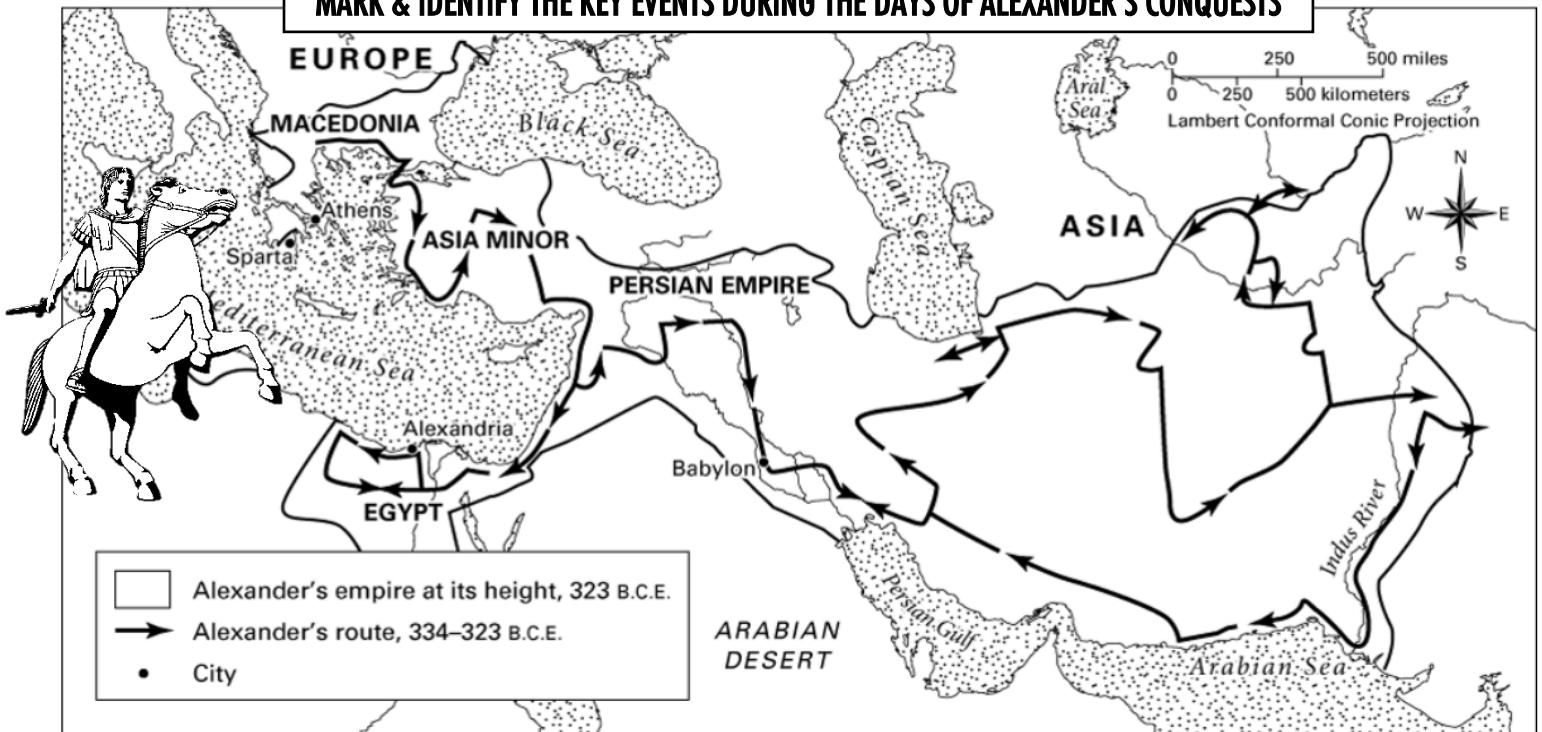 MARK & IDENTIFY THE KEY EVENTS DURING THE DAYS OF ALEXANDER'S CONQUESTS
EUROPE
0 250 500 miles
0 250 500 kilometers
Lambert Conformal Conic Projection
Aral
Sea
MACEDONIA
Black Sea
Caspian Sea
N
W E
S
Athens
Sparta
ASIA MINOR
ASIA
PERSIAN EMPIRE
editerranean Sea
Alexandria
Babylon
EGYPT
Indus River
Persian Gulf
ARABIAN
DESERT
Arabian Sea
Alexander's empire at its height, 323 B.C.E.
Alexander's route, 334–323 B.C.E.
City